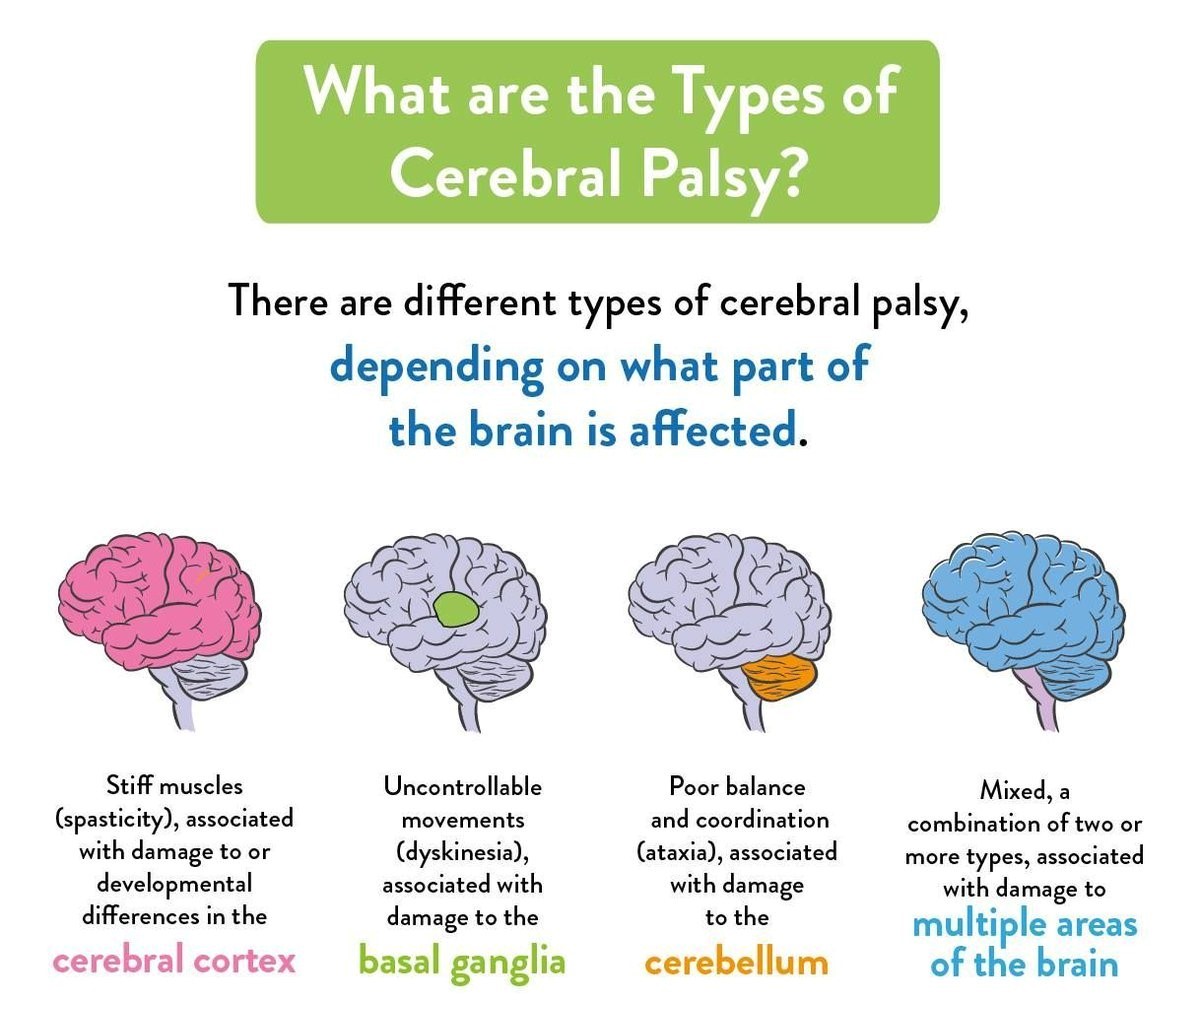 What are the Types of
Cerebral Palsy?
There are different types of cerebral palsy,
depending on what part of
the brain is affected.
Stiff muscles
(spasticity), associated
with damage to or
developmental
differences in the
cerebral cortex
Uncontrollable
movements
(dyskinesia),
associated with
damage to the
basal ganglia
Poor balance
and coordination
(ataxia), associated
with damage
to the
cerebellum
Mixed, a
combination of two or
more types, associated
with damage to
multiple areas
of the brain